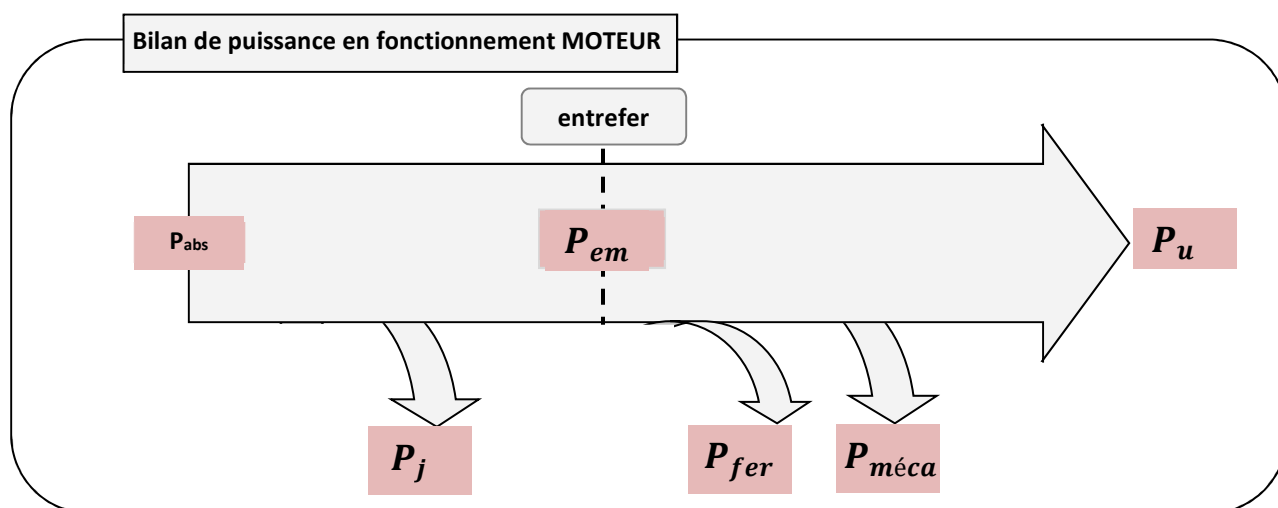 Bilan de puissance en fonctionnement MOTEUR
entrefer
Pabs
Pem
Pu
Pj
Pfer
Pméca